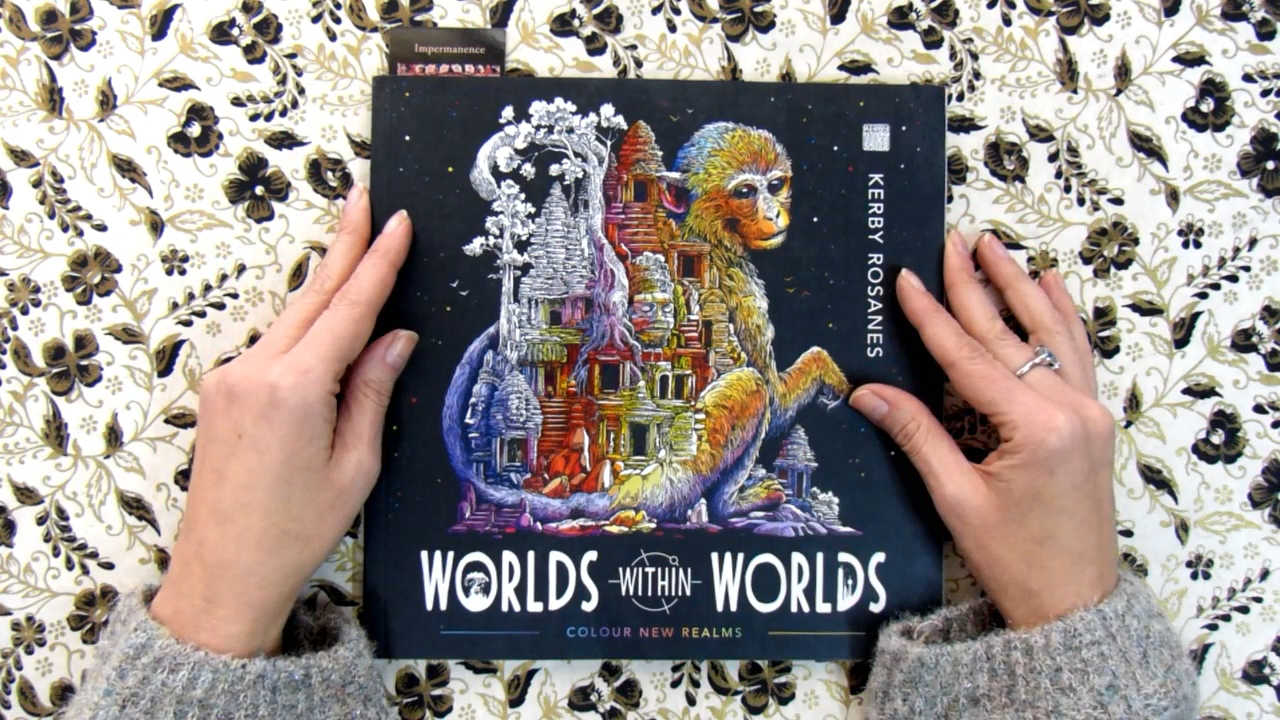 Impermanence
KERBY ROSANES
WORLDS WITHIN WORLDS
COLOUR NEW REALMS